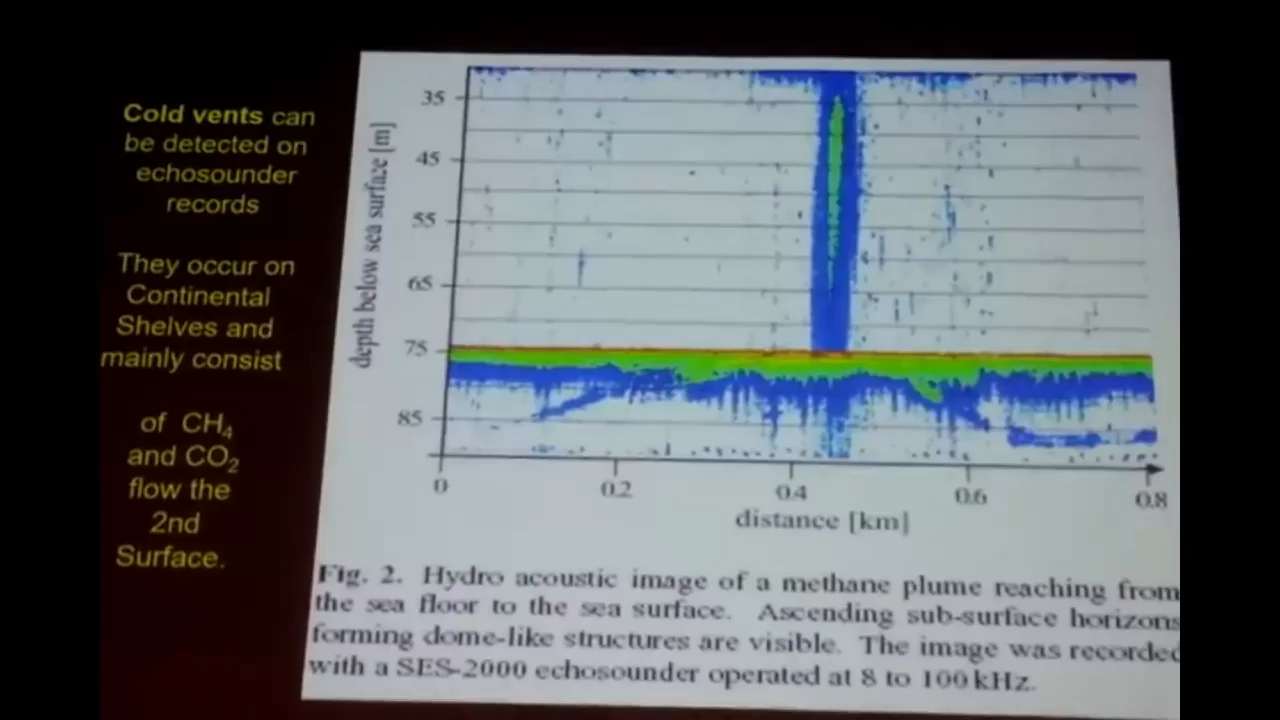 Cold vents can
be detected on
echosounder
records
They occur on
Continental
Shelves and
mainly consist
of CH4
and CO2
flow the
2nd
Surface.
depth below sea surface [m]
35
45
55
65
75
85
0
0.2
0.4
0.6
0.8
distance [km]
Fig. 2. Hydro acoustic image of a methane plume reaching from
the sea floor to the sea surface. Ascending sub-surface horizons
forming dome-like structures are visible. The image was recorded
with a SES-2000 echosounder operated at 8 to 100 kHz.